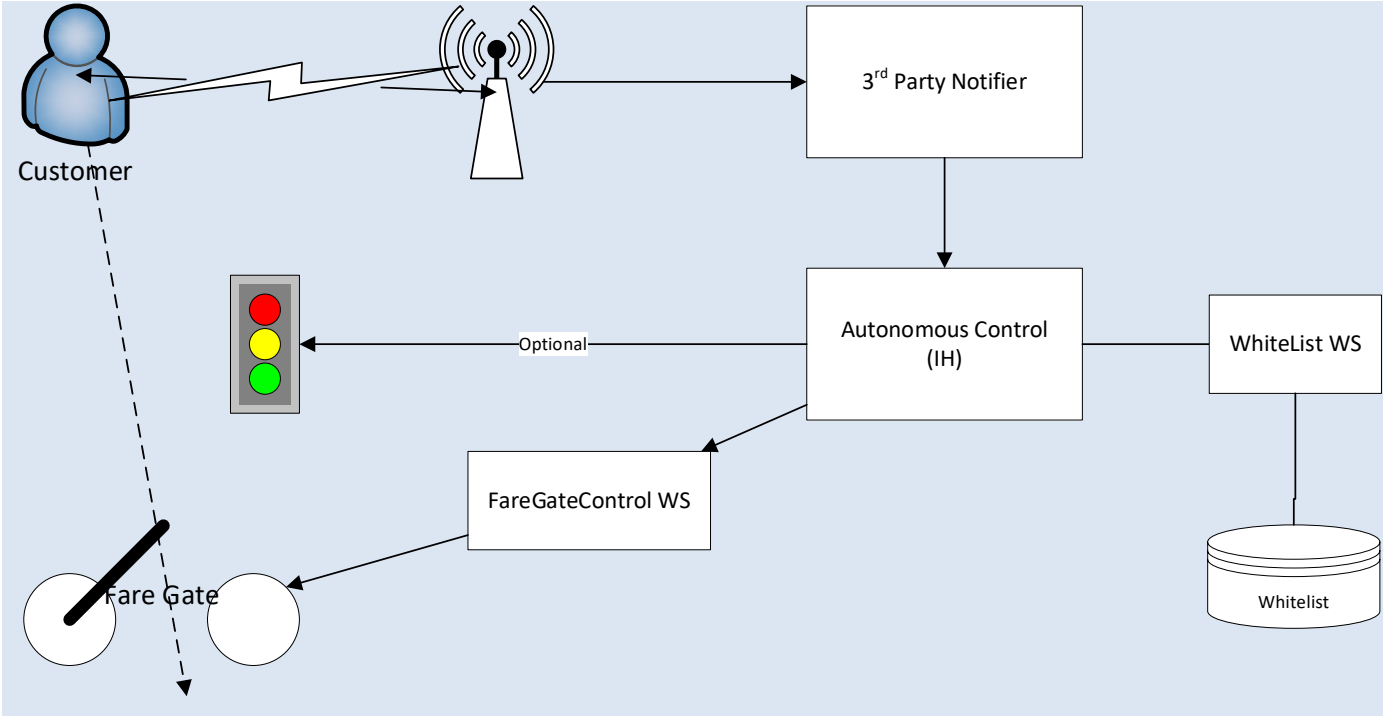 3rd Party Notifier
Customer
Autonomous Control
(IH)
WhiteList WS
Optional
FareGateControl WS
Fare Gate
Whitelist